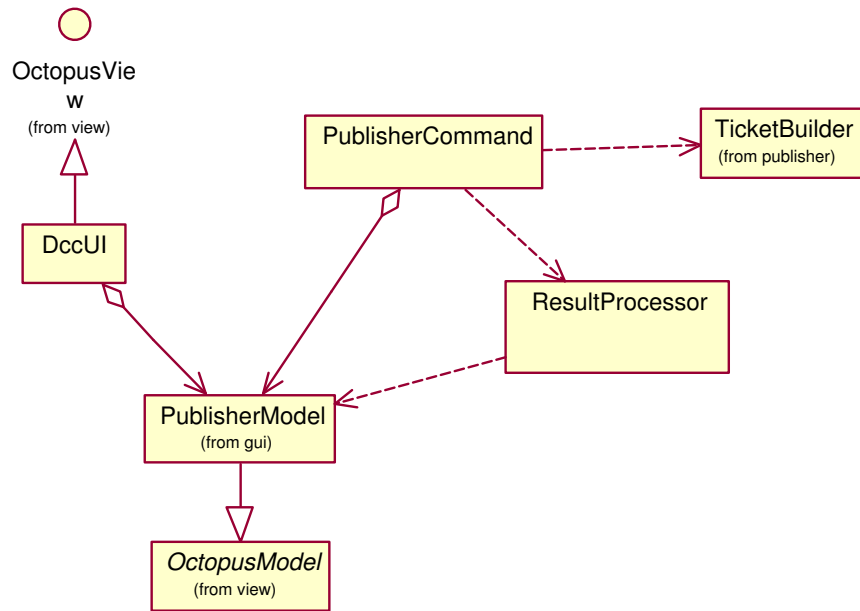 OctopusVie
w
(from view)
PublisherCommand
TicketBuilder
(from publisher)
DccUI
ResultProcessor
PublisherModel
(from gui)
OctopusModel
(from view)